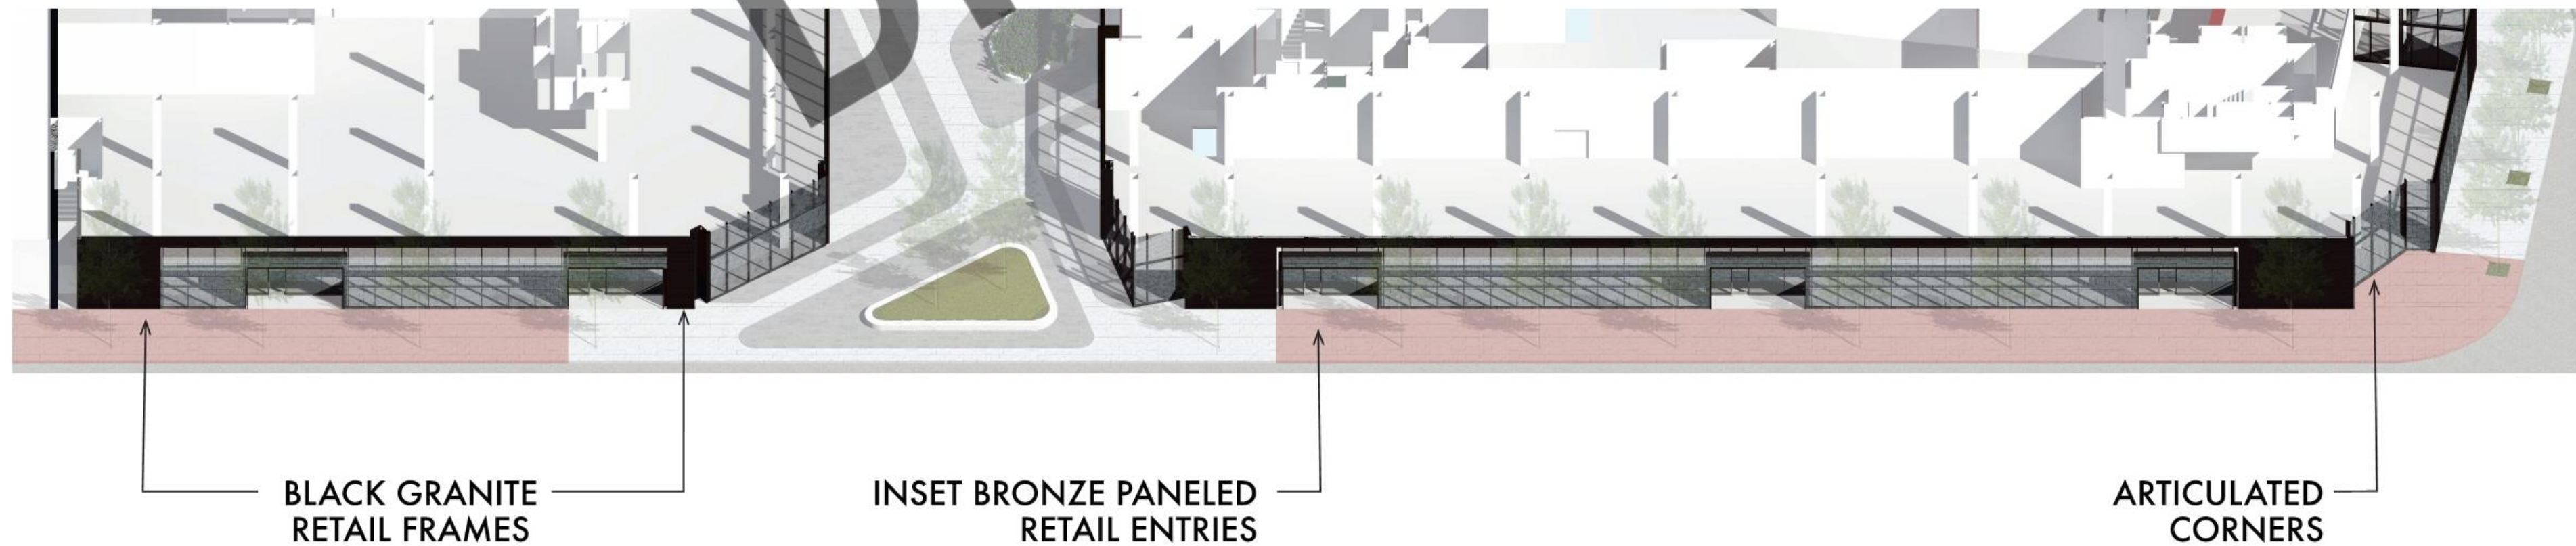 BLACK GRANITE
RETAIL FRAMES
INSET BRONZE PANELED
RETAIL ENTRIES
ARTICULATED
CORNERS